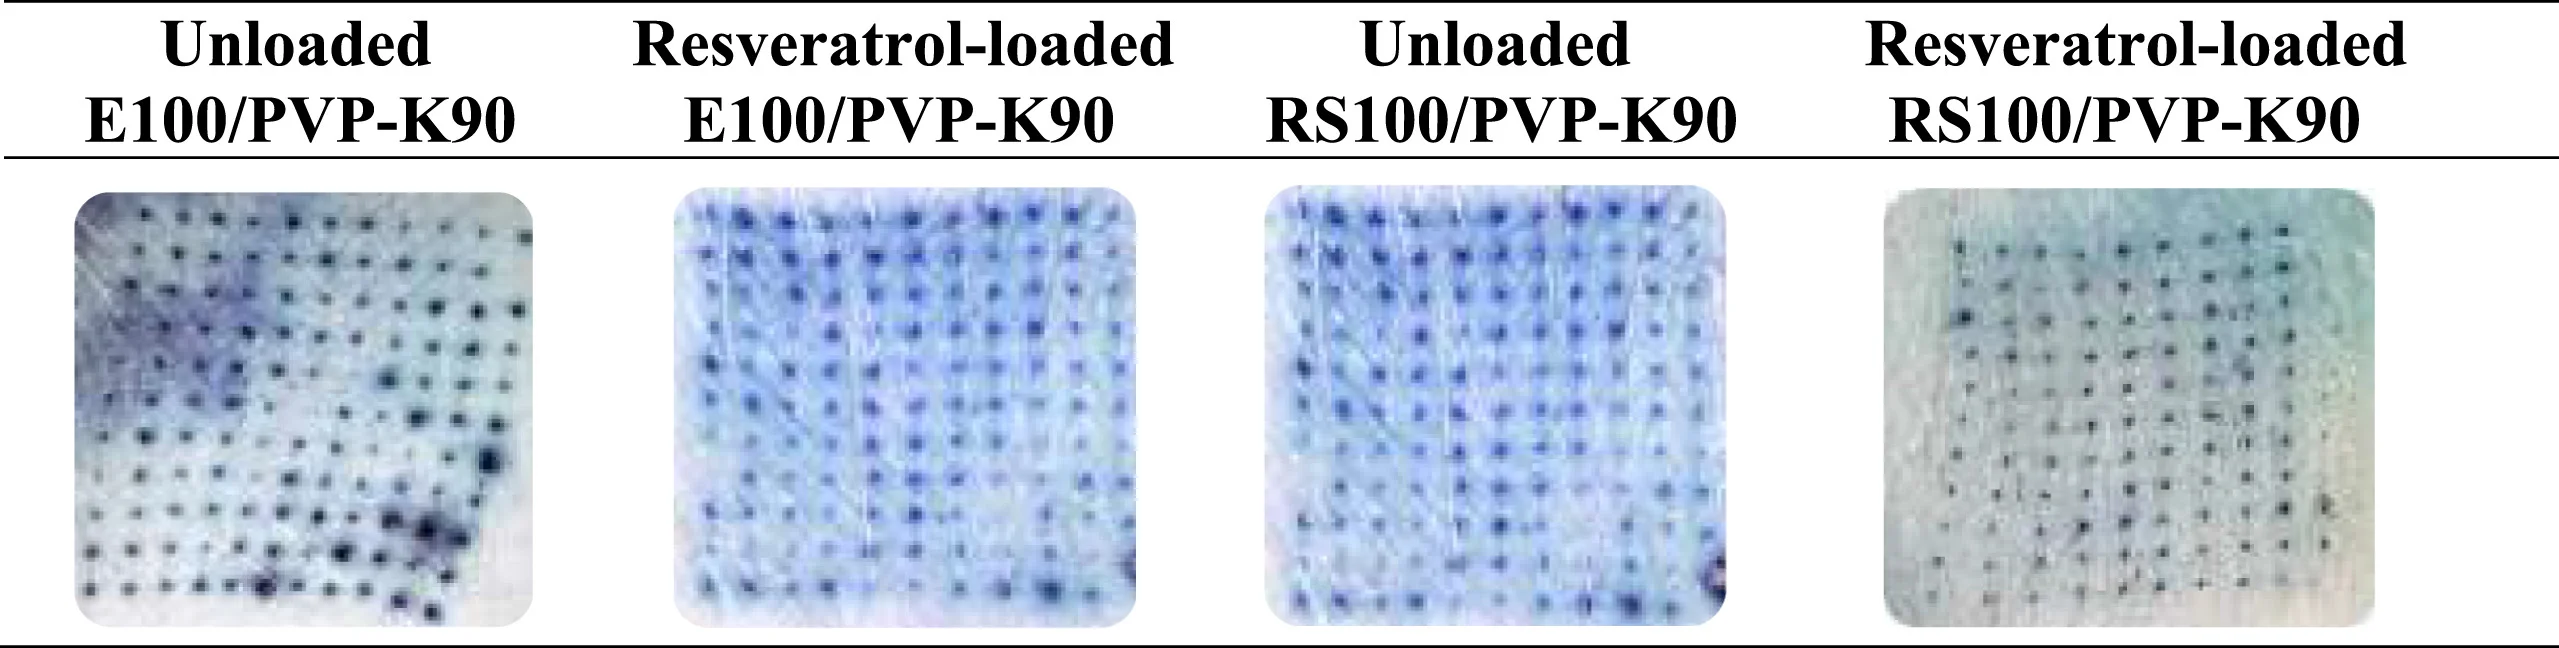 Unloaded
E100/PVP-K90
Resveratrol-loaded
E100/PVP-K90
Unloaded
RS100/PVP-K90
Resveratrol-loaded
RS100/PVP-K90